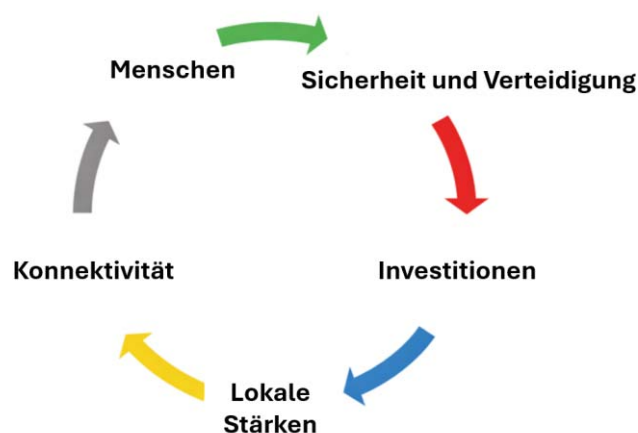 Menschen
Sicherheit und Verteidigung
Konnektivität
Investitionen
Lokale
Stärken